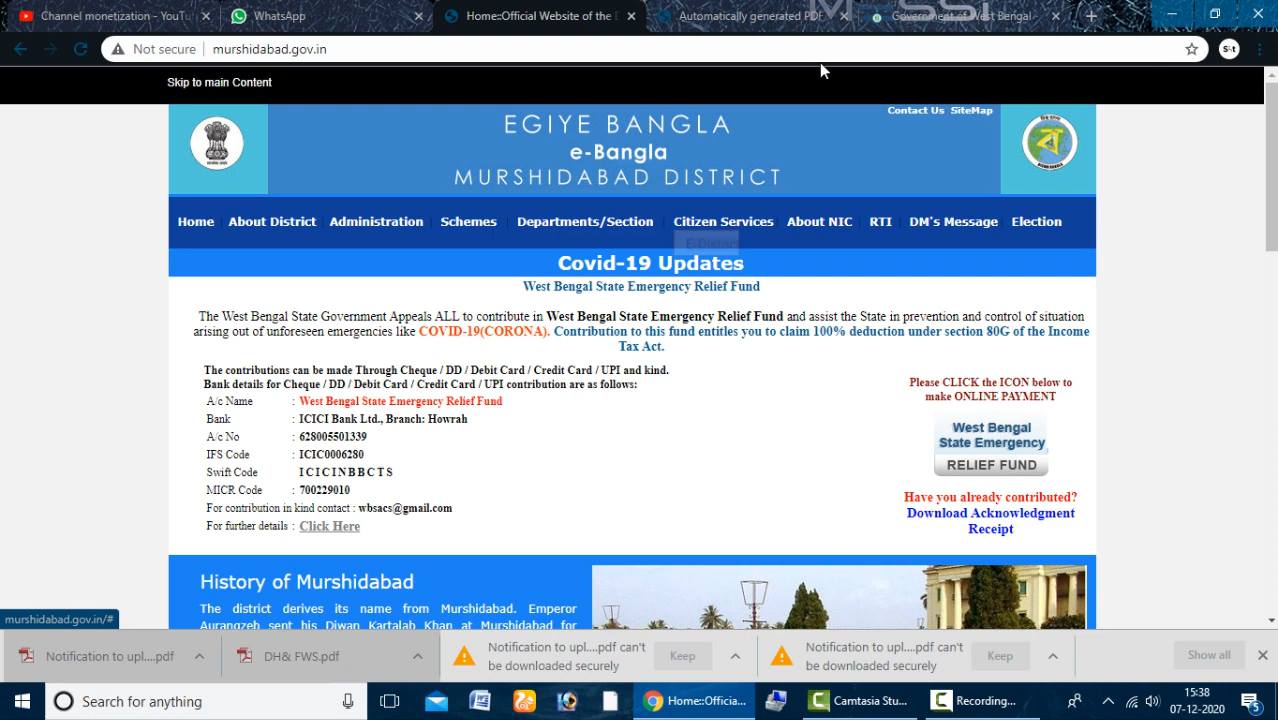 Channel monetization - YouTu
WhatsApp
Home::Official Website of the D
Automatically generated PDF
Government of West Bengal -
MESSI
Not secure
murshidabad.gov.in
Skip to main Content
Contact Us SiteMap
EGIYE BANGLA
e-Bangla
MURSHIDABAD DISTRICT
Home About District Administration Schemes Departments/Section Citizen Services About NIC RTI DM's Message Election
E-District
Covid-19 Updates
West Bengal State Emergency Relief Fund
The West Bengal State Government Appeals ALL to contribute in West Bengal State Emergency Relief Fund and assist the State in prevention and control of situation
arising out of unforeseen emergencies like COVID-19(CORONA). Contribution to this fund entitles you to claim 100% deduction under section 80G of the Income
Tax Act.
The contributions can be made Through Cheque / DD / Debit Card / Credit Card / UPI and kind.
Bank details for Cheque / DD / Debit Card / Credit Card / UPI contribution are as follows:
A/c Name : West Bengal State Emergency Relief Fund
Bank : ICICI Bank Ltd., Branch: Howrah
A/c No : 628005501339
IFS Code : ICIC0006280
Swift Code : I C I C I N B B C T S
MICR Code : 700229010
For contribution in kind contact : wbsacs@gmail.com
For further details : Click Here
Please CLICK the ICON below to
make ONLINE PAYMENT
West Bengal
State Emergency
RELIEF FUND
Have you already contributed?
Download Acknowledgment
Receipt
History of Murshidabad
The district derives its name from Murshidabad. Emperor
Aurangzeb sent his Diwan Kartalab Khan at Murshidabad for
murshidabad.gov.in/#
Notification to upl....pdf
DH& FWS.pdf
Notification to upl....pdf can't
be downloaded securely
Keep
Notification to upl....pdf can't
be downloaded securely
Keep
Show all
Search for anything
Home::Officia...
Camtasia Stu...
Recording...
15:38
07-12-2020
5